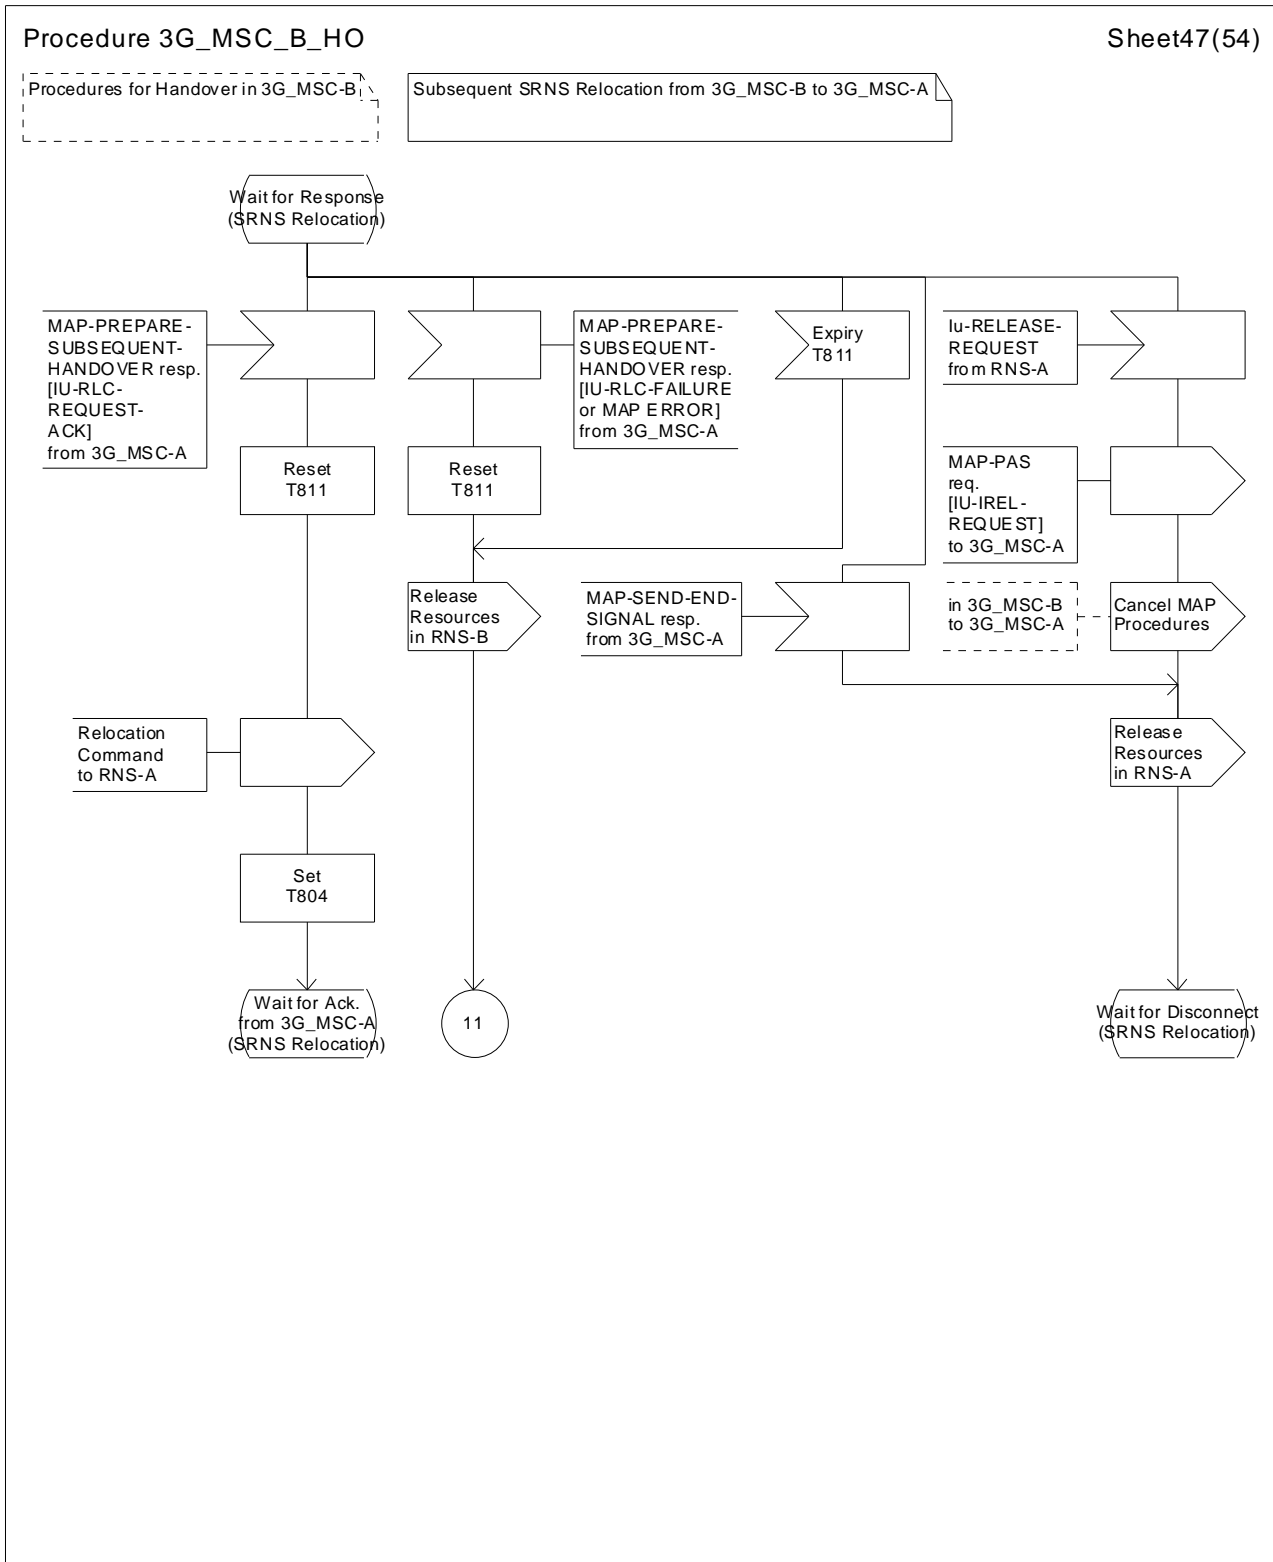 Procedure 3G_MSC_B_HO
Sheet47(54)
Procedures for Handover in 3G_MSC-B
Subsequent SRNS Relocation from 3G_MSC-B to 3G_MSC-A
Wait for Response
(SRNS Relocation)
MAP-PREPARE-
SUBSEQUENT-
HANDOVER resp.
[IU-RLC-
REQUEST-
ACK]
from 3G_MSC-A
MAP-PREPARE-
SUBSEQUENT-
HANDOVER resp.
[IU-RLC-FAILURE
or MAP ERROR]
from 3G_MSC-A
Expiry
T811
Iu-RELEASE-
REQUEST
from RNS-A
Reset
T811
Reset
T811
MAP-PAS
req.
[IU-IREL-
REQUEST]
to 3G_MSC-A
Release
Resources
in RNS-B
MAP-SEND-END-
SIGNAL resp.
from 3G_MSC-A
in 3G_MSC-B
to 3G_MSC-A
Cancel MAP
Procedures
Relocation
Command
to RNS-A
Release
Resources
in RNS-A
Set
T804
Wait for Ack.
from 3G_MSC-A
(SRNS Relocation)
11
Wait for Disconnect
(SRNS Relocation)